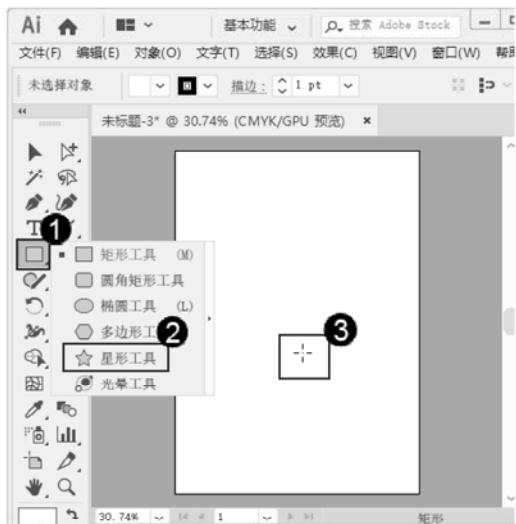 Ai 基本功能 搜索 Adobe Stock
文件(F) 编辑(E) 对象(O) 文字(T) 选择(S) 效果(C) 视图(V) 窗口(W)
未选择对象 描边: 1 pt
未标题-3* @ 30.74% (CMYK/GPU 预览) ×
1
矩形工具 (M)
圆角矩形工具
椭圆工具 (L)
多边形工 2
3
星形工具
光晕工具
30.74% 1 矩形